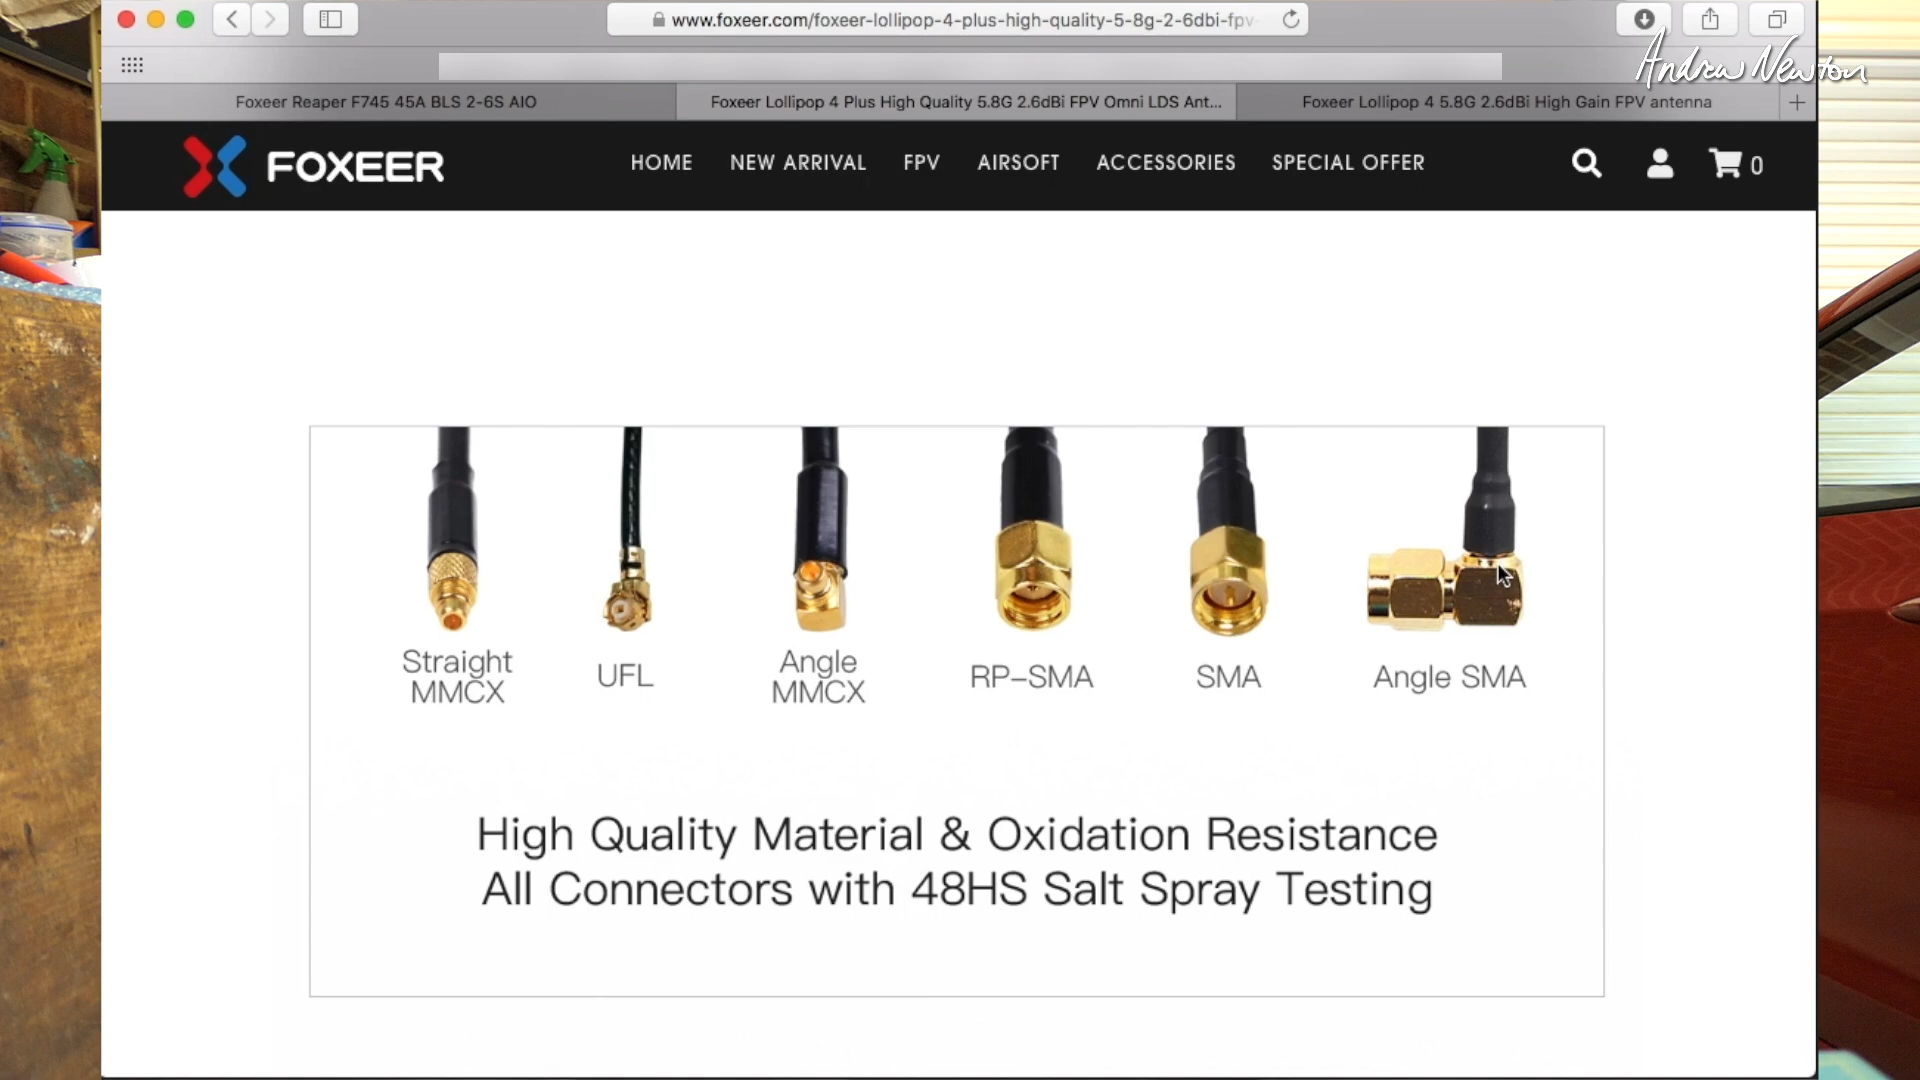 www.foxeer.com/foxeer-lollipop-4-plus-high-quality-5-8g-2-6dbi-fpv-
Andrew Newton
Foxeer Reaper F745 45A BLS 2-6S AIO
Foxeer Lollipop 4 Plus High Quality 5.8G 2.6dBi FPV Omni LDS Ant...
Foxeer Lollipop 4 5.8G 2.6dBi High Gain FPV antenna
FOXEER
HOME
NEW ARRIVAL
FPV
AIRSOFT
ACCESSORIES
SPECIAL OFFER
0
Straight
MMCX
UFL
Angle
MMCX
RP-SMA
SMA
Angle SMA
High Quality Material & Oxidation Resistance
All Connectors with 48HS Salt Spray Testing